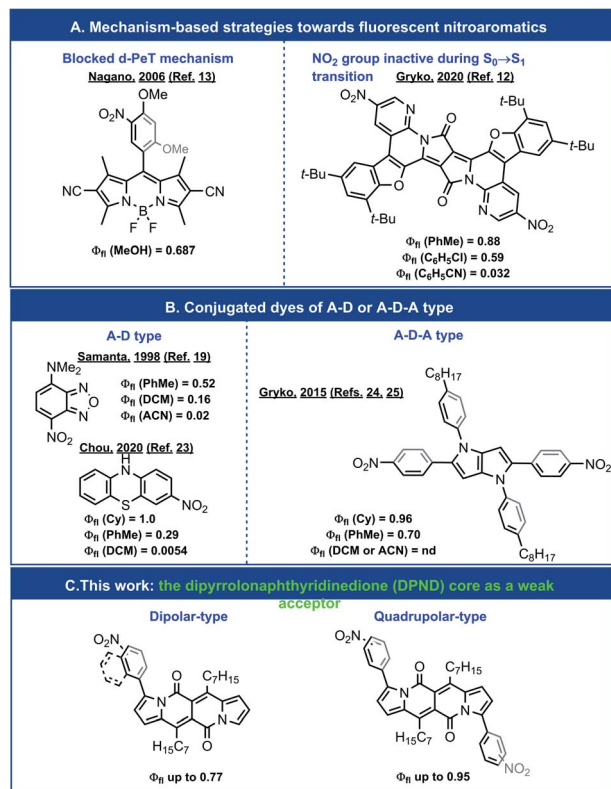 A. Mechanism-based strategies towards fluorescent nitroaromatics
Blocked d-PeT mechanism
Nagano, 2006 (Ref. 13)
OMe
O₂N
OMe
NC
CN
N
N
B
F F
Φfl (MeOH) = 0.687
NO₂ group inactive during S₀→S₁
transition
Gryko, 2020 (Ref. 12)
NO₂
N
O
t-Bu
N
O
t-Bu
t-Bu
O
N
O
t-Bu
N
NO₂
Φfl (PhMe) = 0.88
Φfl (C₆H₅Cl) = 0.59
Φfl (C₆H₅CN) = 0.032
B. Conjugated dyes of A-D or A-D-A type
A-D type
Samanta, 1998 (Ref. 19)
NMe₂
N
O
N
NO₂
Φfl (PhMe) = 0.52
Φfl (DCM) = 0.16
Φfl (ACN) = 0.02
Chou, 2020 (Ref. 23)
H
N
S
NO₂
Φfl (Cy) = 1.0
Φfl (PhMe) = 0.29
Φfl (DCM) = 0.0054
A-D-A type
Gryko, 2015 (Refs. 24, 25)
C₈H₁₇
O₂N
N
NO₂
N
C₈H₁₇
Φfl (Cy) = 0.96
Φfl (PhMe) = 0.70
Φfl (DCM or ACN) = nd
C.This work: the dipyrrolonaphthyridinedione (DPND) core as a weak
acceptor
Dipolar-type
O₂N
O
C₇H₁₅
N
N
H₁₅C₇
O
Φfl up to 0.77
Quadrupolar-type
O₂N
O
C₇H₁₅
N
N
H₁₅C₇
O
NO₂
Φfl up to 0.95